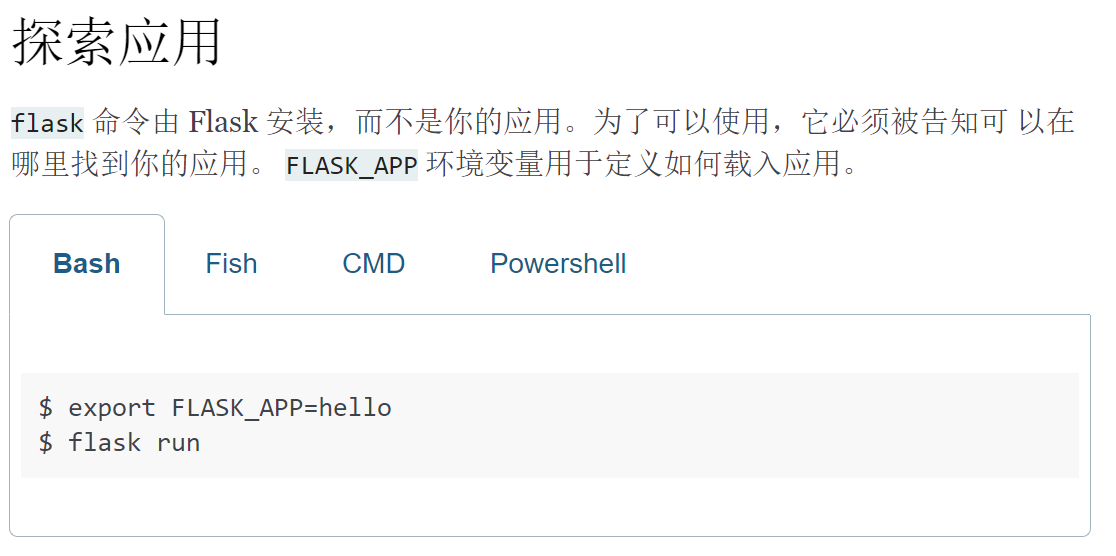 探索应用
flask 命令由 Flask 安装，而不是你的应用。为了可以使用，它必须被告知可 以在
哪里找到你的应用。 FLASK_APP 环境变量用于定义如何载入应用。
Bash Fish CMD Powershell
$ export FLASK_APP=hello
$ flask run